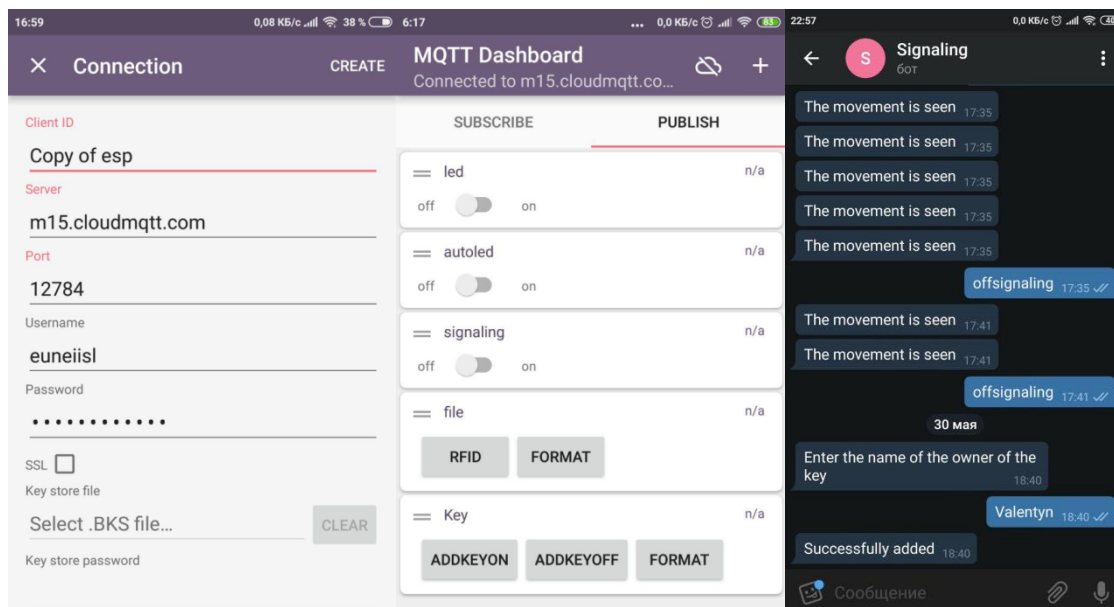 16:59
0,08 КБ/с
38 %
Connection
CREATE
Client ID
Copy of esp
Server
m15.cloudmqtt.com
Port
12784
Username
euneiisl
Password
••••••••••••
SSL
Key store file
Select .BKS file...
CLEAR
Key store password
6:17
... 0,0 КБ/с
83
MQTT Dashboard
Connected to m15.cloudmqtt.co...
SUBSCRIBE
PUBLISH
led
n/a
off
on
autoled
n/a
off
on
signaling
n/a
off
on
file
n/a
RFID
FORMAT
Key
n/a
ADDKEYON
ADDKEYOFF
FORMAT
22:57
0,0 КБ/с
S
Signaling
бот
The movement is seen 17:35
The movement is seen 17:35
The movement is seen 17:35
The movement is seen 17:35
The movement is seen 17:35
offsignaling 17:35
The movement is seen 17:41
The movement is seen 17:41
offsignaling 17:41
30 мая
Enter the name of the owner of the
key 18:40
Valentyn 18:40
Successfully added 18:40
Сообщение